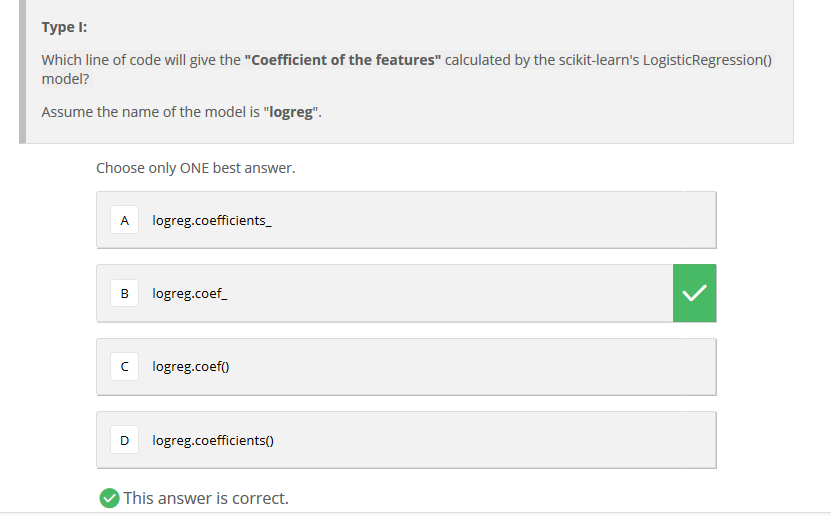 Type I:
Which line of code will give the "Coefficient of the features" calculated by the scikit-learn's LogisticRegression()
model?
Assume the name of the model is "logreg".
Choose only ONE best answer.
A logreg.coefficients_
B logreg.coef_
C logreg.coef()
D logreg.coefficients()
This answer is correct.